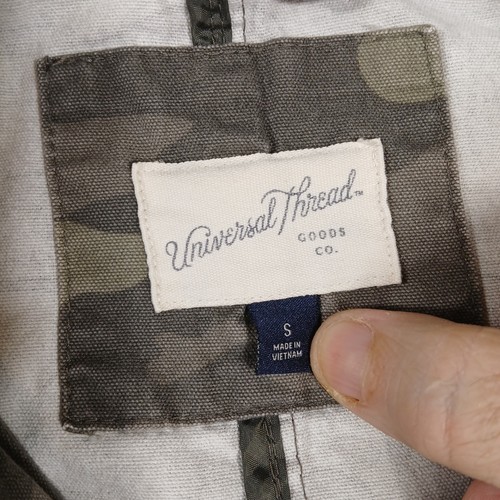 Universal Thread™
GOODS
CO.
S
MADE IN
VIETNAM